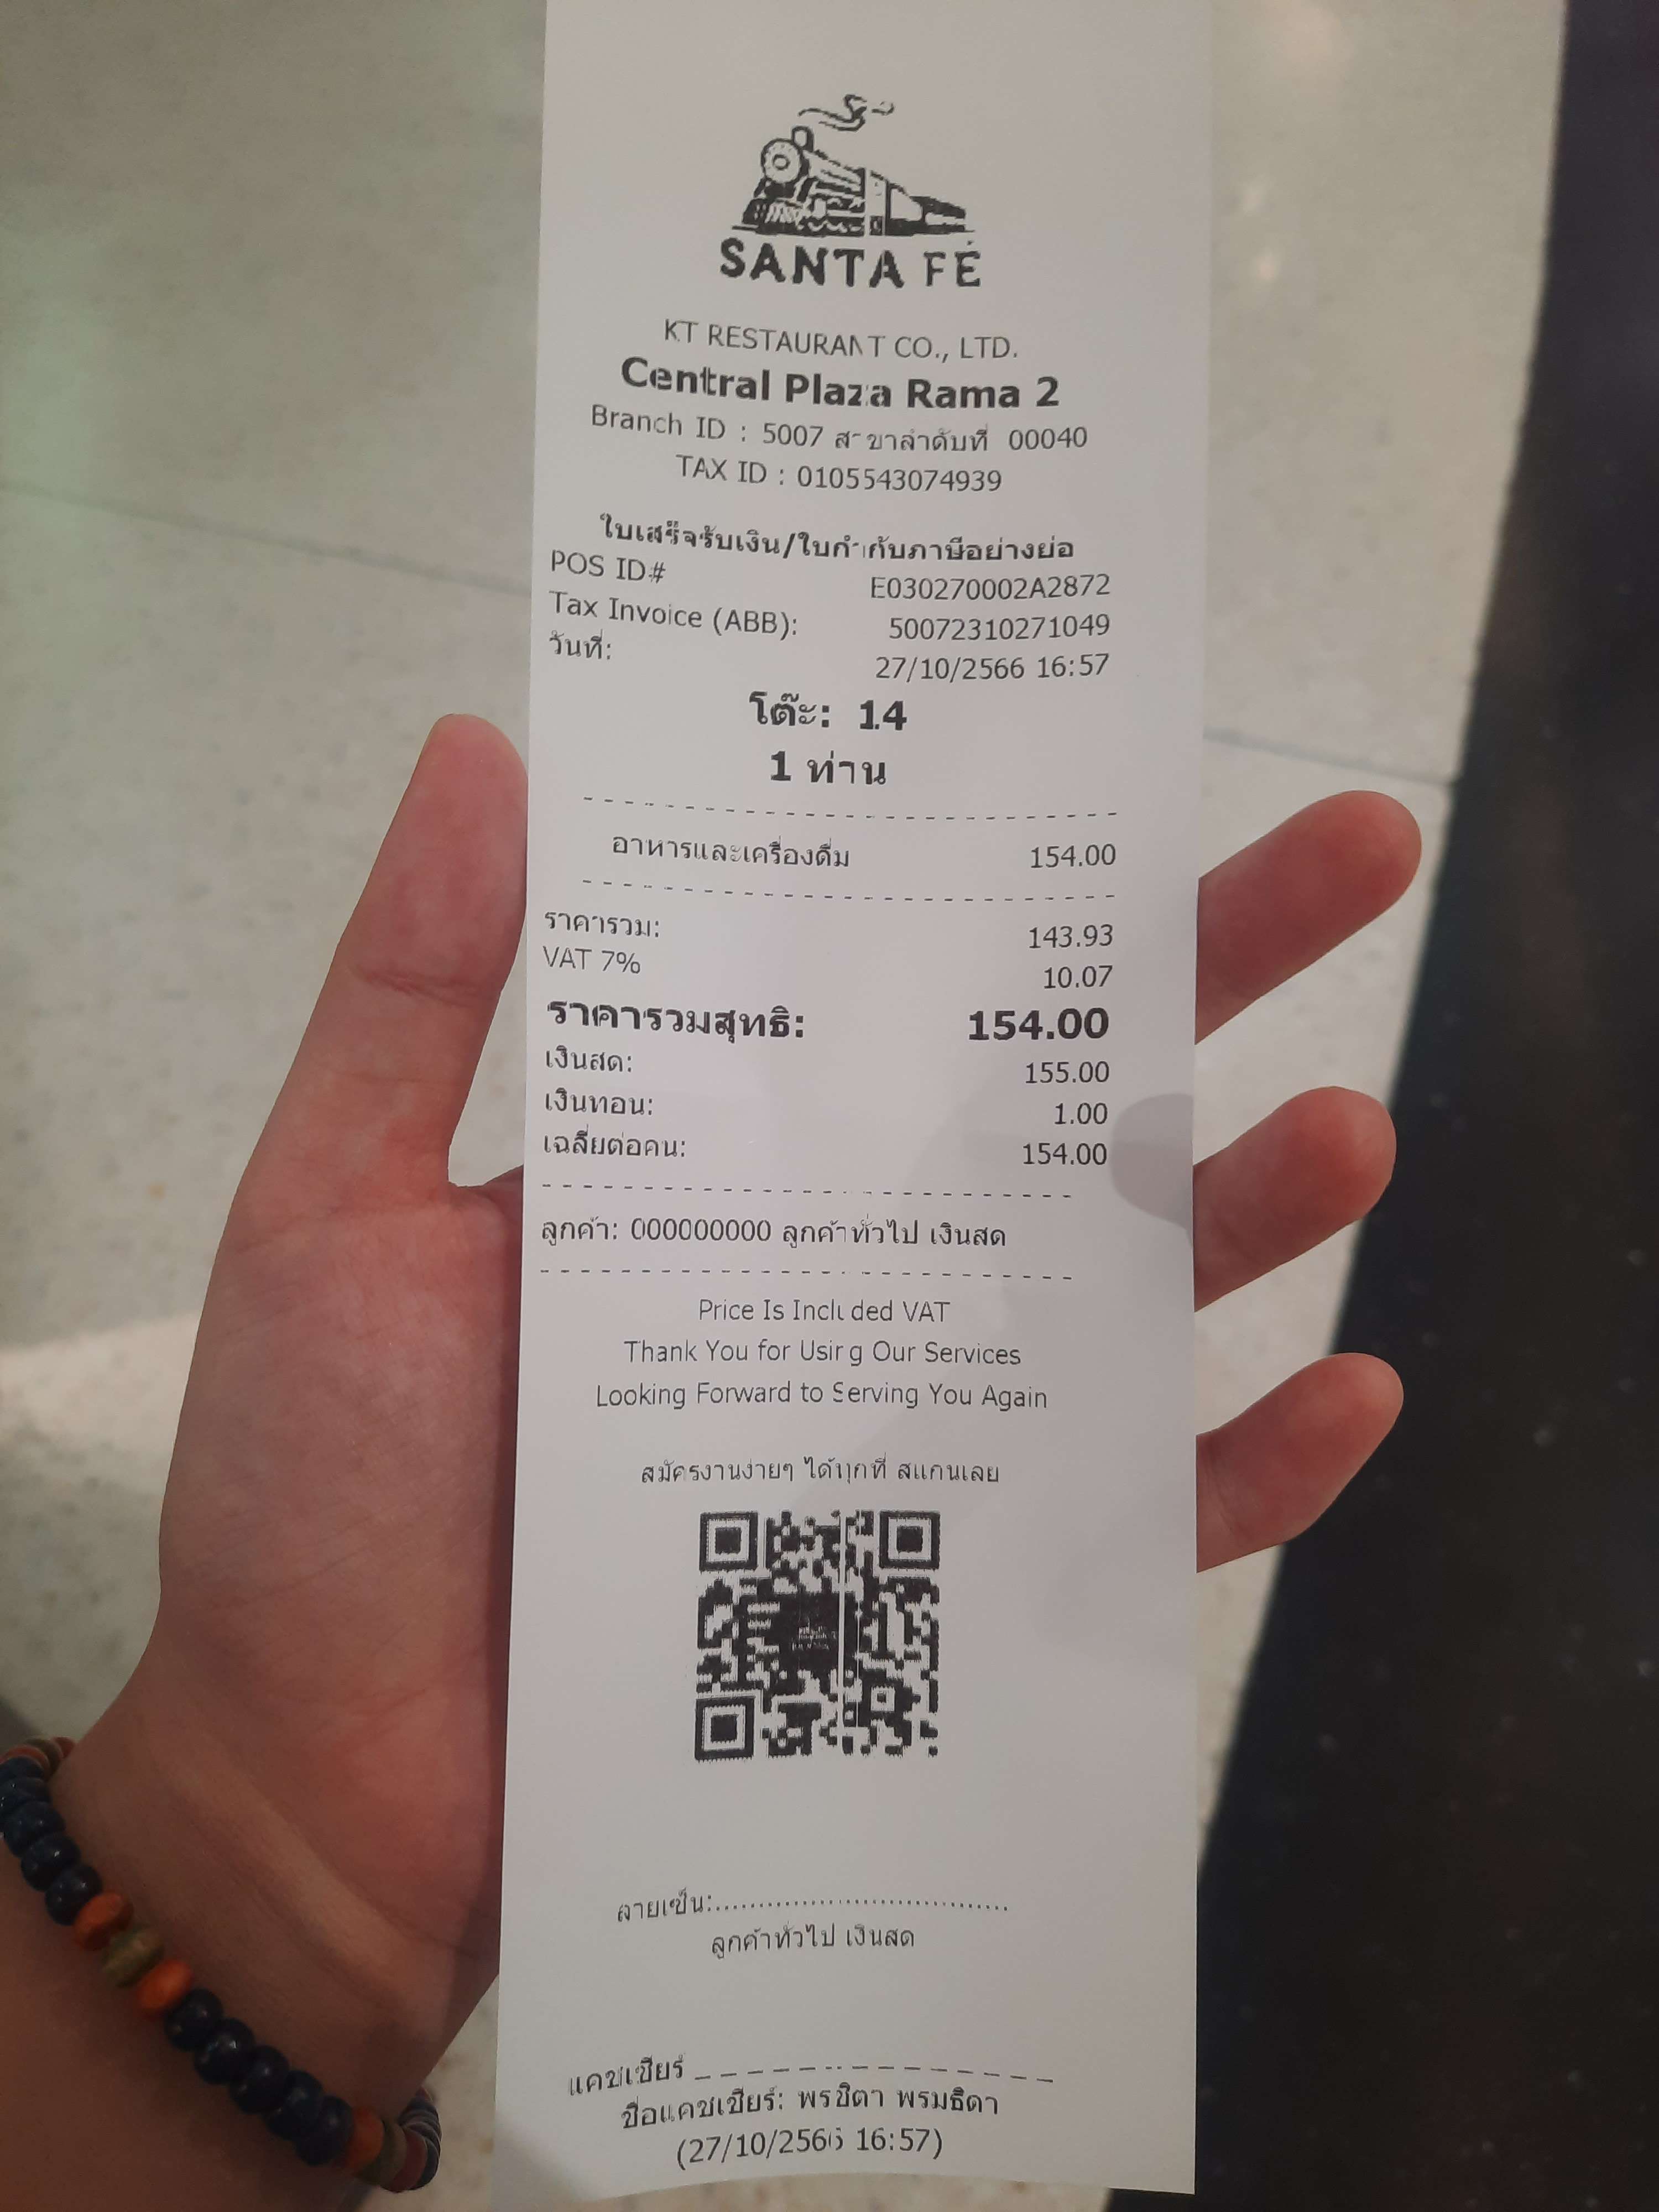 SANTA FÉ
KT RESTAURANT CO., LTD.
Central Plaza Rama 2
Branch ID : 5007 สาขาลำดับที่ 00040
TAX ID : 0105543074939
ใบเสร็จรับเงิน/ใบกำกับภาษีอย่างย่อ
POS ID# E030270002A2872
Tax Invoice (ABB): 50072310271049
วันที่: 27/10/2566 16:57
โต๊ะ: 14
1 ท่าน
อาหารและเครื่องดื่ม 154.00
ราคารวม: 143.93
VAT 7% 10.07
ราคารวมสุทธิ: 154.00
เงินสด: 155.00
เงินทอน: 1.00
เฉลี่ยต่อคน: 154.00
ลูกค้า: 000000000 ลูกค้าทั่วไป เงินสด
Price Is Included VAT
Thank You for Using Our Services
Looking Forward to Serving You Again
สมัครงานง่ายๆ ได้ทุกที่ สแกนเลย
ลายเซ็น:....................................
ลูกค้าทั่วไป เงินสด
แคชเชียร์ _ _ _ _ _ _ _ _ _ _ _ _ _ _
ชื่อแคชเชียร์: พรชิตา พรมธิดา
(27/10/2566 16:57)